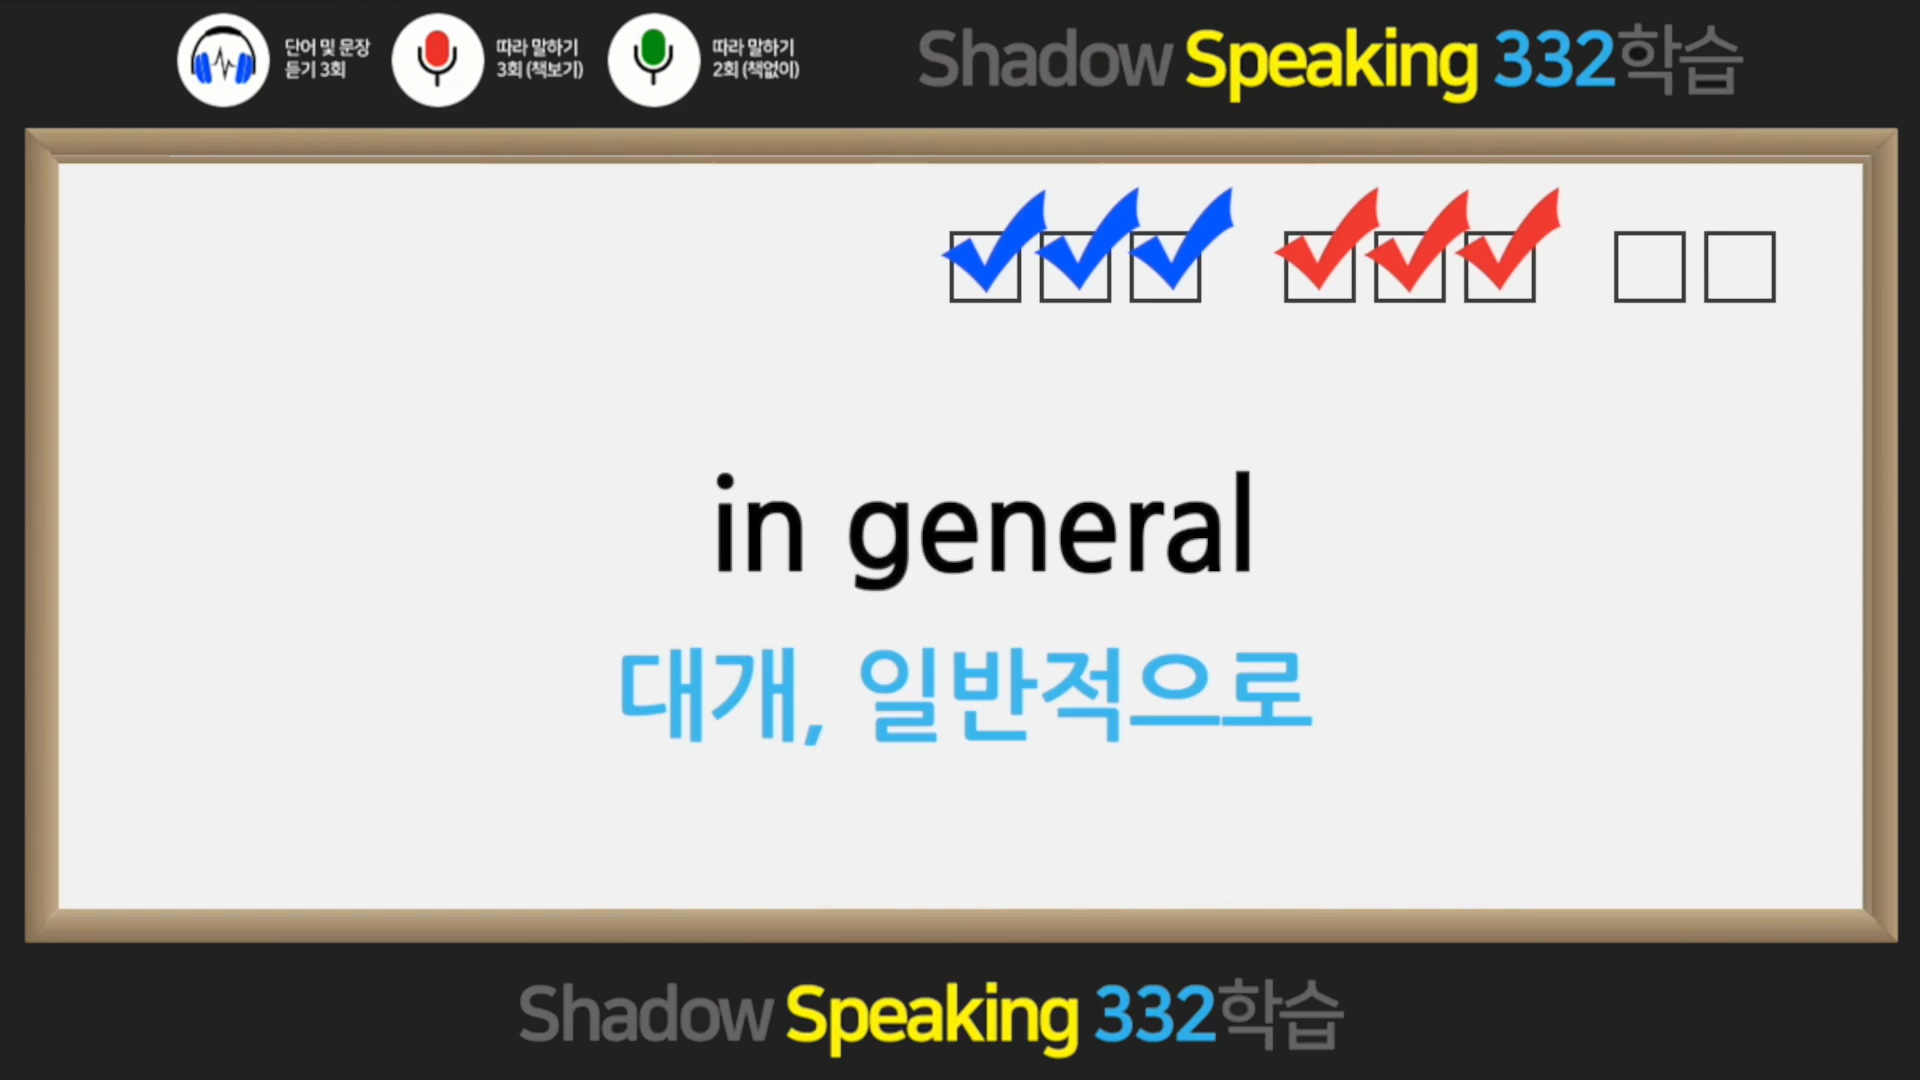 단어 및 문장
듣기 3회
따라 말하기
3회 (책보기)
따라 말하기
2회 (책없이)
Shadow Speaking 332학습
in general
대개, 일반적으로
Shadow Speaking 332학습